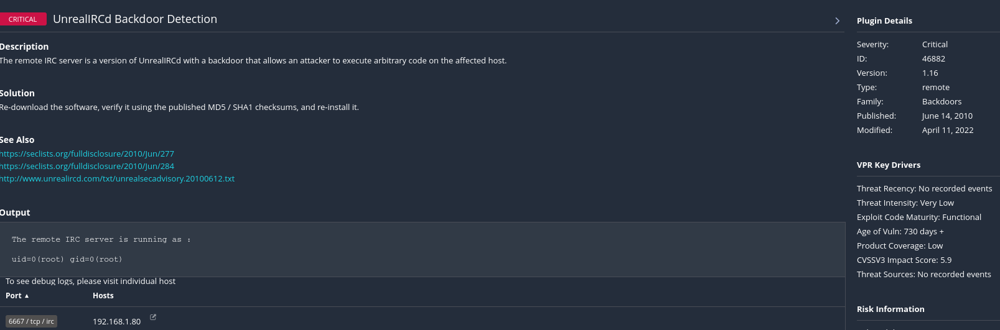 CRITICAL UnrealIRCd Backdoor Detection
Description
The remote IRC server is a version of UnrealIRCd with a backdoor that allows an attacker to execute arbitrary code on the affected host.
Solution
Re-download the software, verify it using the published MD5 / SHA1 checksums, and re-install it.
See Also
https://seclists.org/fulldisclosure/2010/Jun/277
https://seclists.org/fulldisclosure/2010/Jun/284
http://www.unrealircd.com/txt/unrealsecadvisory.20100612.txt
Output
The remote IRC server is running as :
uid=0(root) gid=0(root)
To see debug logs, please visit individual host
Port ▲ Hosts
6667 / tcp / irc 192.168.1.80
Plugin Details
Severity: Critical
ID: 46882
Version: 1.16
Type: remote
Family: Backdoors
Published: June 14, 2010
Modified: April 11, 2022
VPR Key Drivers
Threat Recency: No recorded events
Threat Intensity: Very Low
Exploit Code Maturity: Functional
Age of Vuln: 730 days +
Product Coverage: Low
CVSSV3 Impact Score: 5.9
Threat Sources: No recorded events
Risk Information